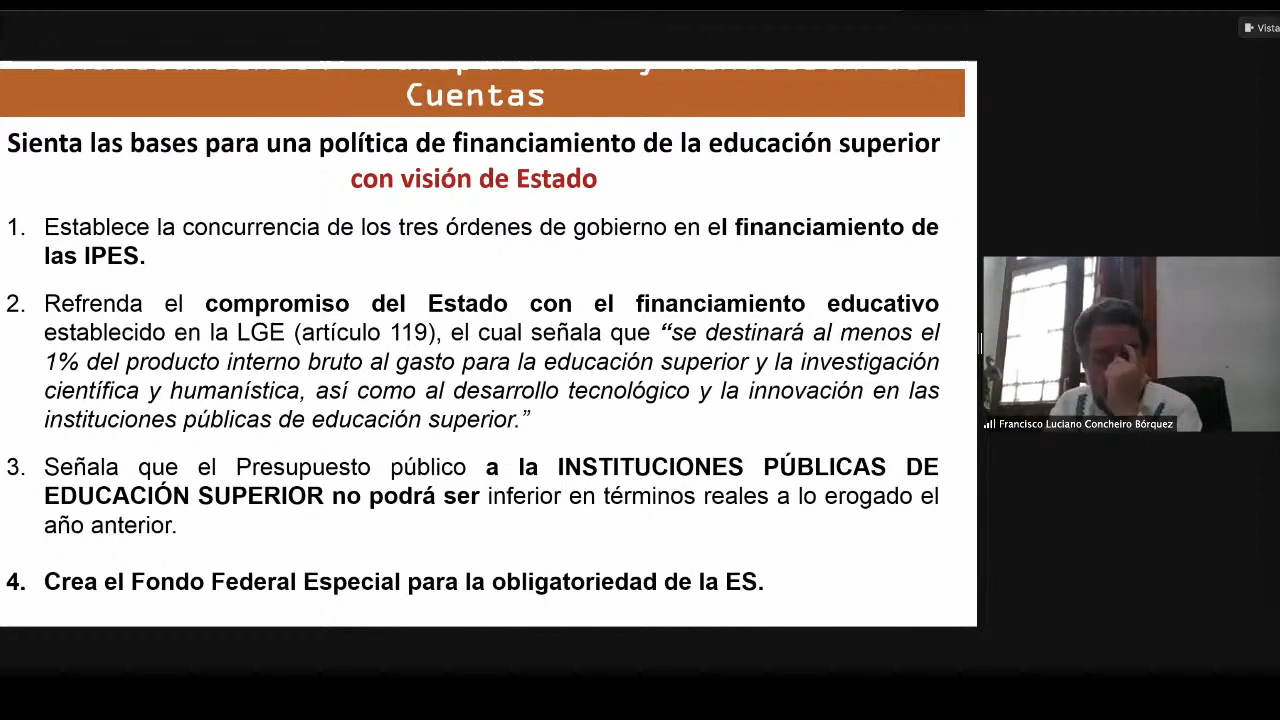 Vista
Cuentas
Sienta las bases para una política de financiamiento de la educación superior
con visión de Estado
1. Establece la concurrencia de los tres órdenes de gobierno en el financiamiento de
las IPES.
2. Refrenda el compromiso del Estado con el financiamiento educativo
establecido en la LGE (artículo 119), el cual señala que “se destinará al menos el
1% del producto interno bruto al gasto para la educación superior y la investigación
científica y humanística, así como al desarrollo tecnológico y la innovación en las
instituciones públicas de educación superior.”
3. Señala que el Presupuesto público a la INSTITUCIONES PÚBLICAS DE
EDUCACIÓN SUPERIOR no podrá ser inferior en términos reales a lo erogado el
año anterior.
4. Crea el Fondo Federal Especial para la obligatoriedad de la ES.
Francisco Luciano Concheiro Bórquez